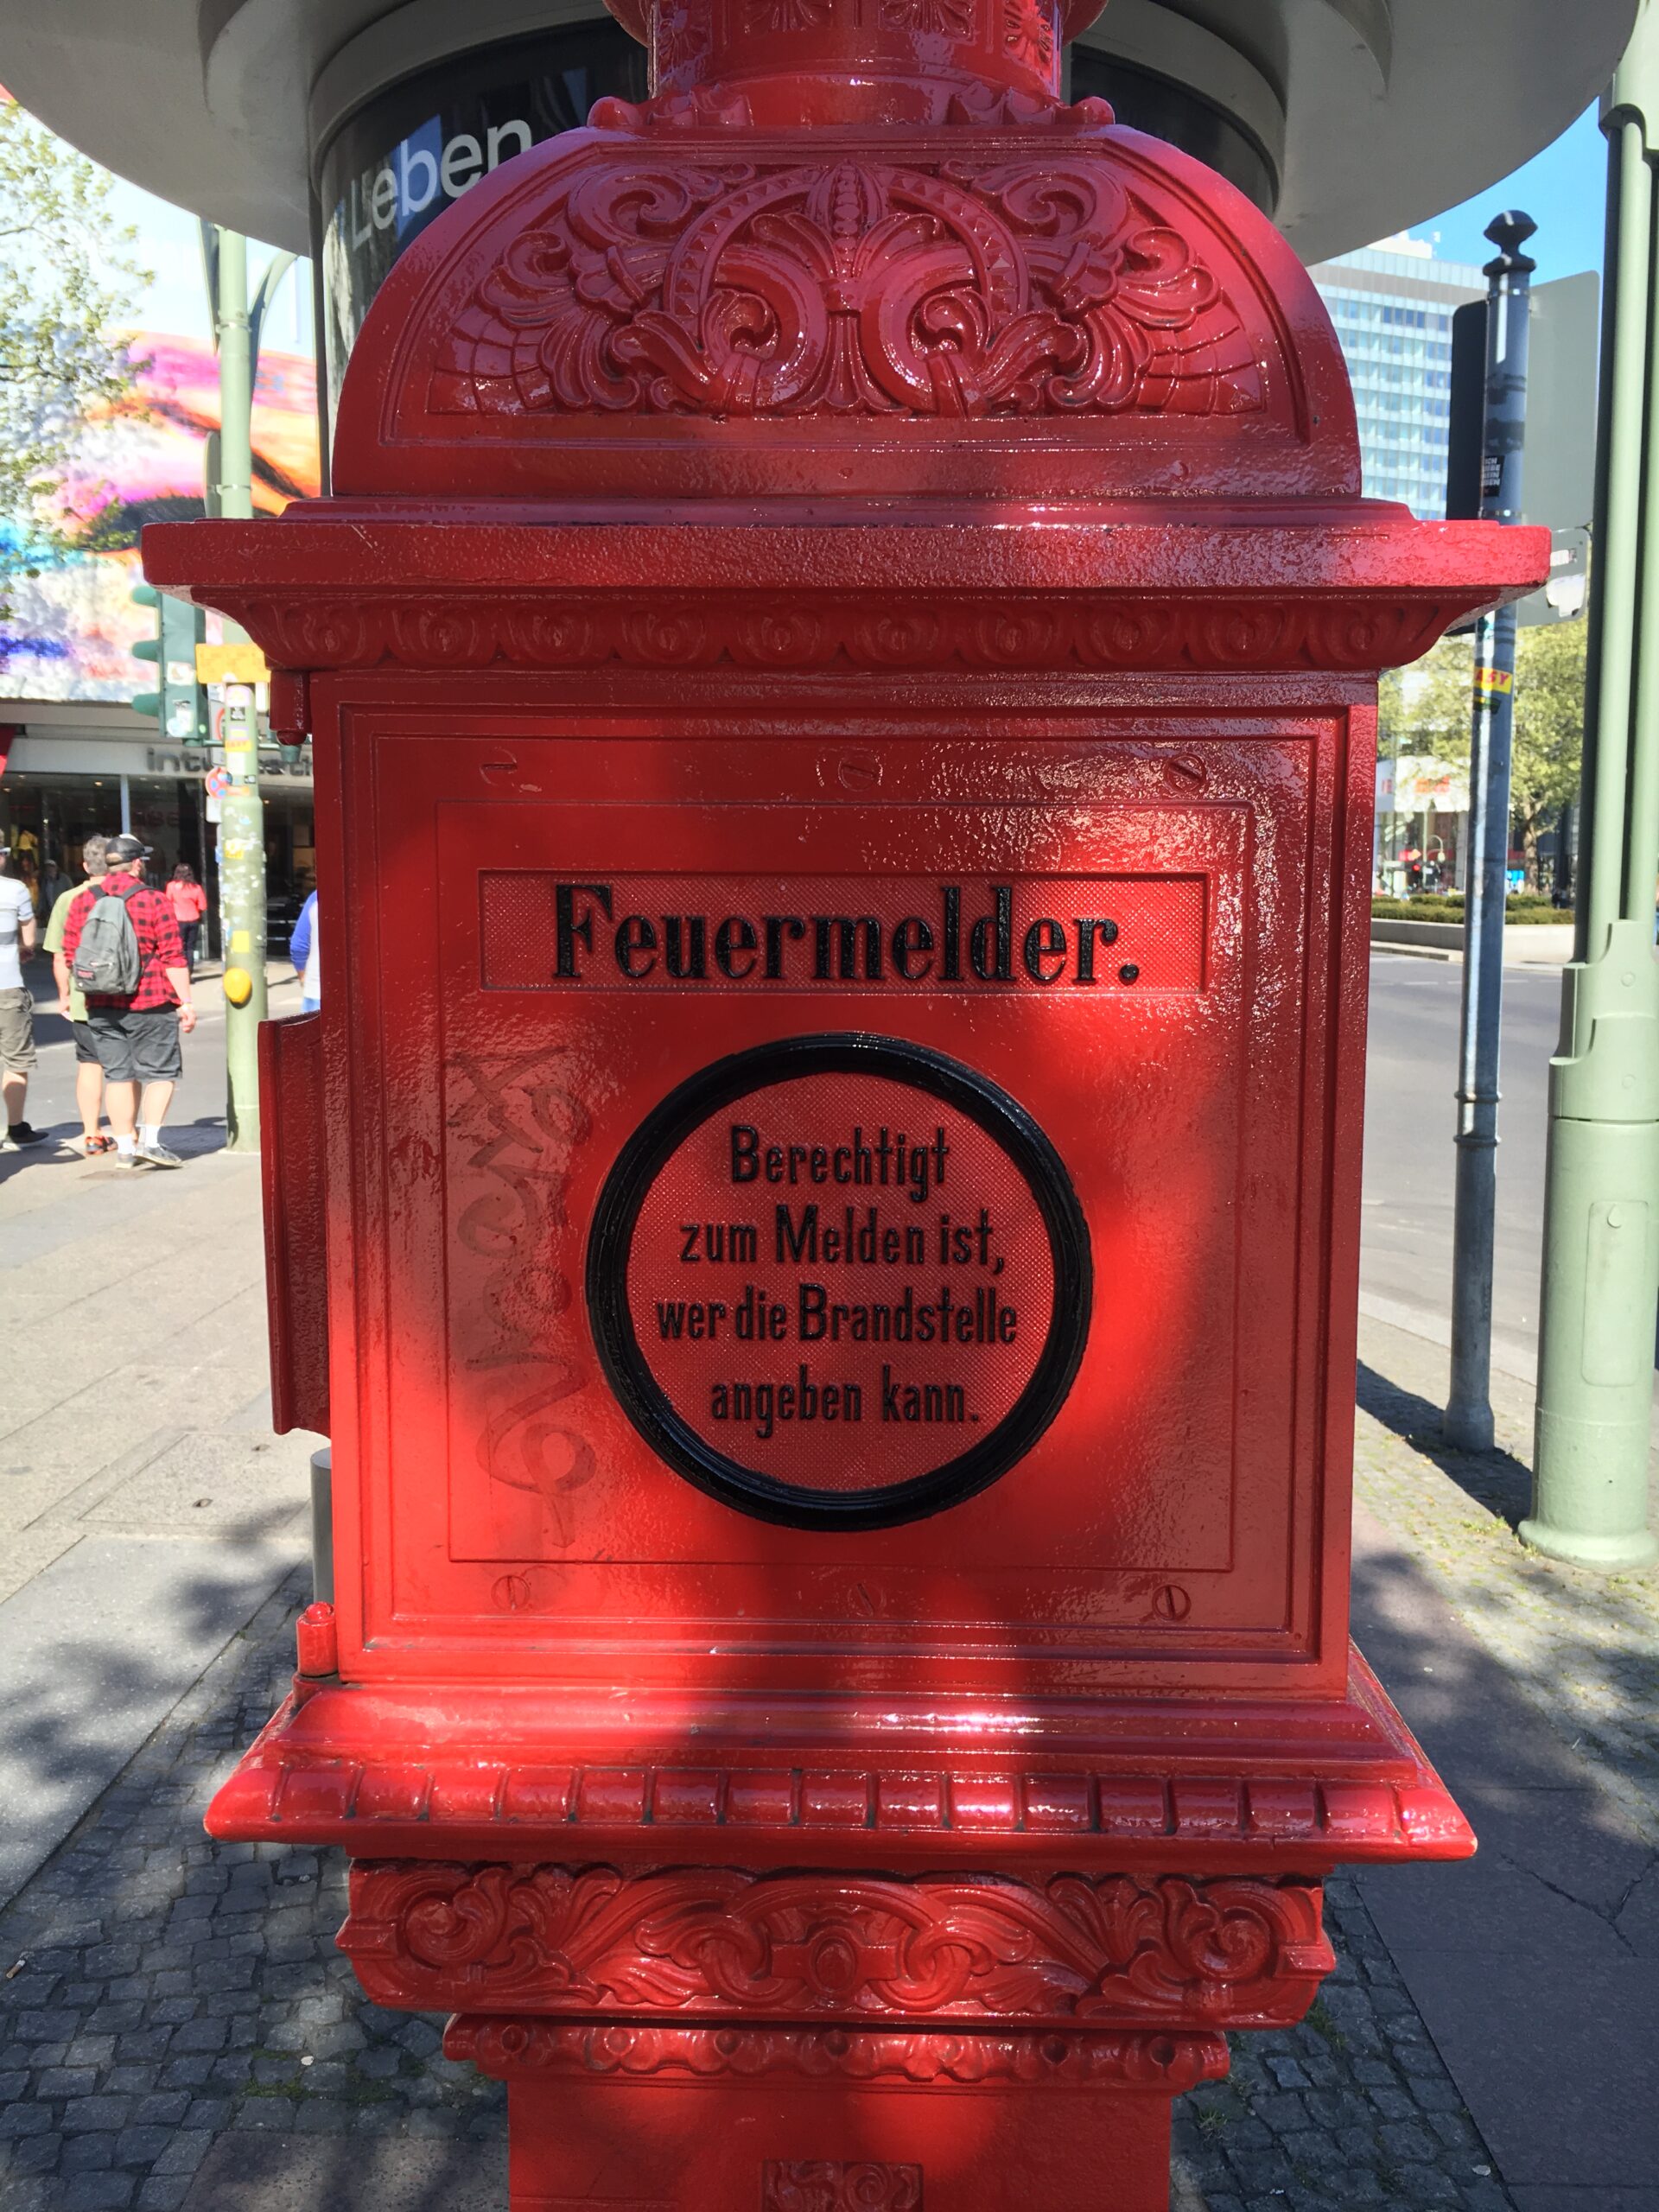 Leben
Feuermelder.
Berechtigt
zum Melden ist,
wer die Brandstelle
angeben kann.